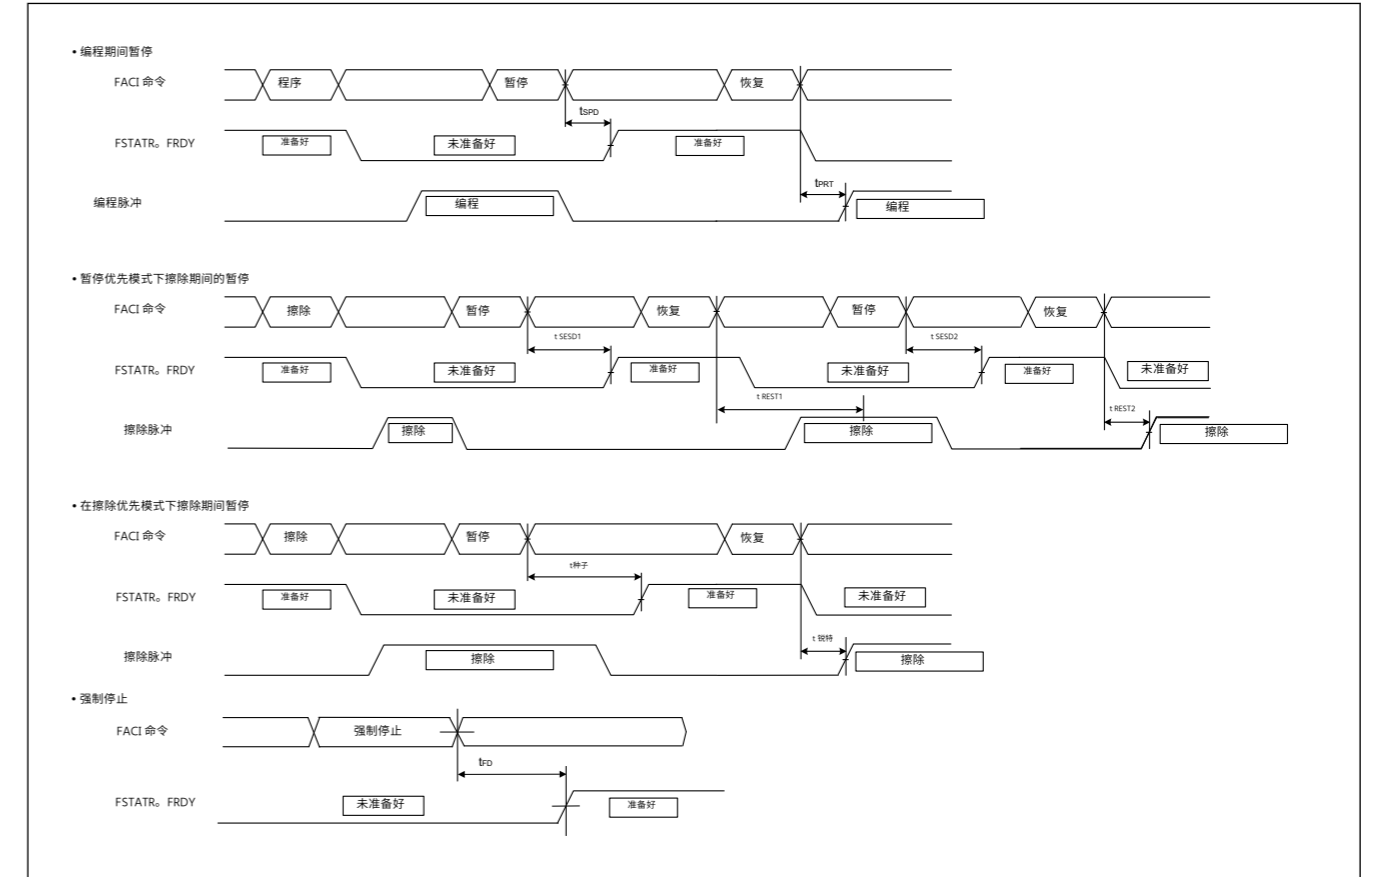 • 编程期间暂停
FACI 命令 程序 暂停 恢复
tSPD
FSTATR。FRDY 准备好 未准备好 准备好
tPRT
编程脉冲 编程 编程
• 暂停优先模式下擦除期间的暂停
FACI 命令 擦除 暂停 恢复 暂停 恢复
t SESD1 t SESD2
FSTATR。FRDY 准备好 未准备好 准备好 未准备好 准备好 未准备好
t REST1 t REST2
擦除脉冲 擦除 擦除 擦除
• 在擦除优先模式下擦除期间暂停
FACI 命令 擦除 暂停 恢复
t种子
FSTATR。FRDY 准备好 未准备好 准备好 未准备好
t 锐特
擦除脉冲 擦除 擦除
• 强制停止
FACI 命令 强制停止
tFD
FSTATR。FRDY 未准备好 准备好